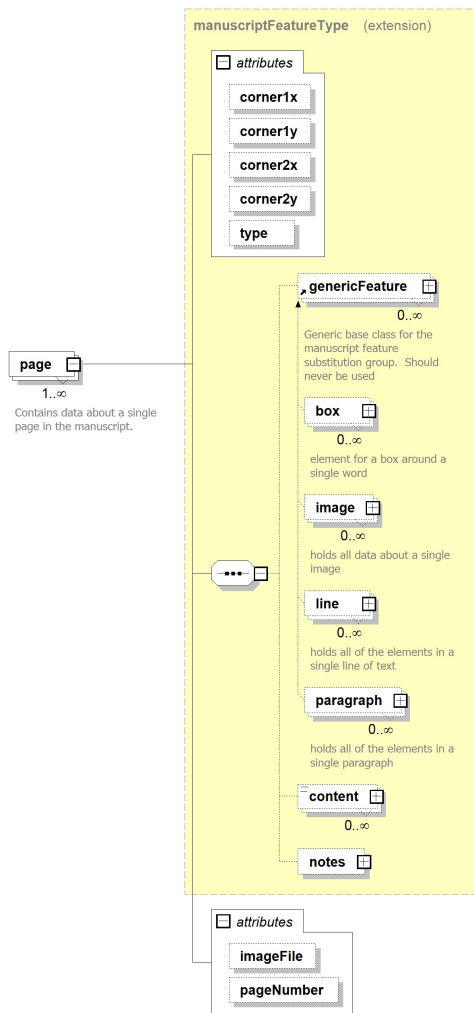 manuscriptFeatureType (extension)
attributes
corner1x
corner1y
corner2x
corner2y
type
genericFeature
0..∞
Generic base class for the
manuscript feature
substitution group. Should
never be used
page
1..∞
Contains data about a single
page in the manuscript.
box
0..∞
element for a box around a
single word
image
0..∞
holds all data about a single
image
line
0..∞
holds all of the elements in a
single line of text
paragraph
0..∞
holds all of the elements in a
single paragraph
content
0..∞
notes
attributes
imageFile
pageNumber